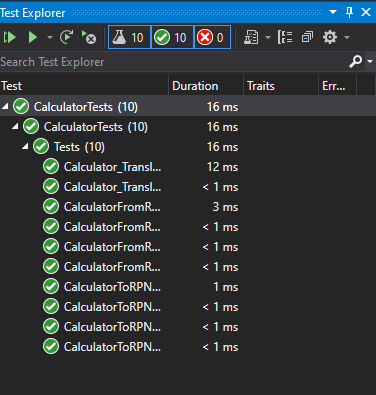 Test Explorer
10 10 0
Search Test Explorer
Test Duration Traits Err...
CalculatorTests (10) 16 ms
CalculatorTests (10) 16 ms
Tests (10) 16 ms
Calculator_Transl... 12 ms
Calculator_Transl... < 1 ms
CalculatorFromR... 3 ms
CalculatorFromR... < 1 ms
CalculatorFromR... < 1 ms
CalculatorFromR... < 1 ms
CalculatorToRPN... 1 ms
CalculatorToRPN... < 1 ms
CalculatorToRPN... < 1 ms
CalculatorToRPN... < 1 ms